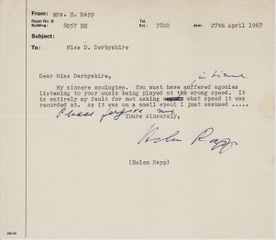 From: Mrs. H. Rapp
Room No. & Building: 8057 BH Tel. Ext. 7820 date 27th April 1967
Subject:
To: Miss D. Derbyshire
Dear Miss Derbyshire,
My sincere apologies. You must have suffered agonies
listening to your music being played at the wrong speed. It
is entirely my fault for not asking in time what speed it was
recorded at. As it was on a small spool I just assumed .....
Please forgive me
Yours sincerely,
Helen Rapp
(Helen Rapp)